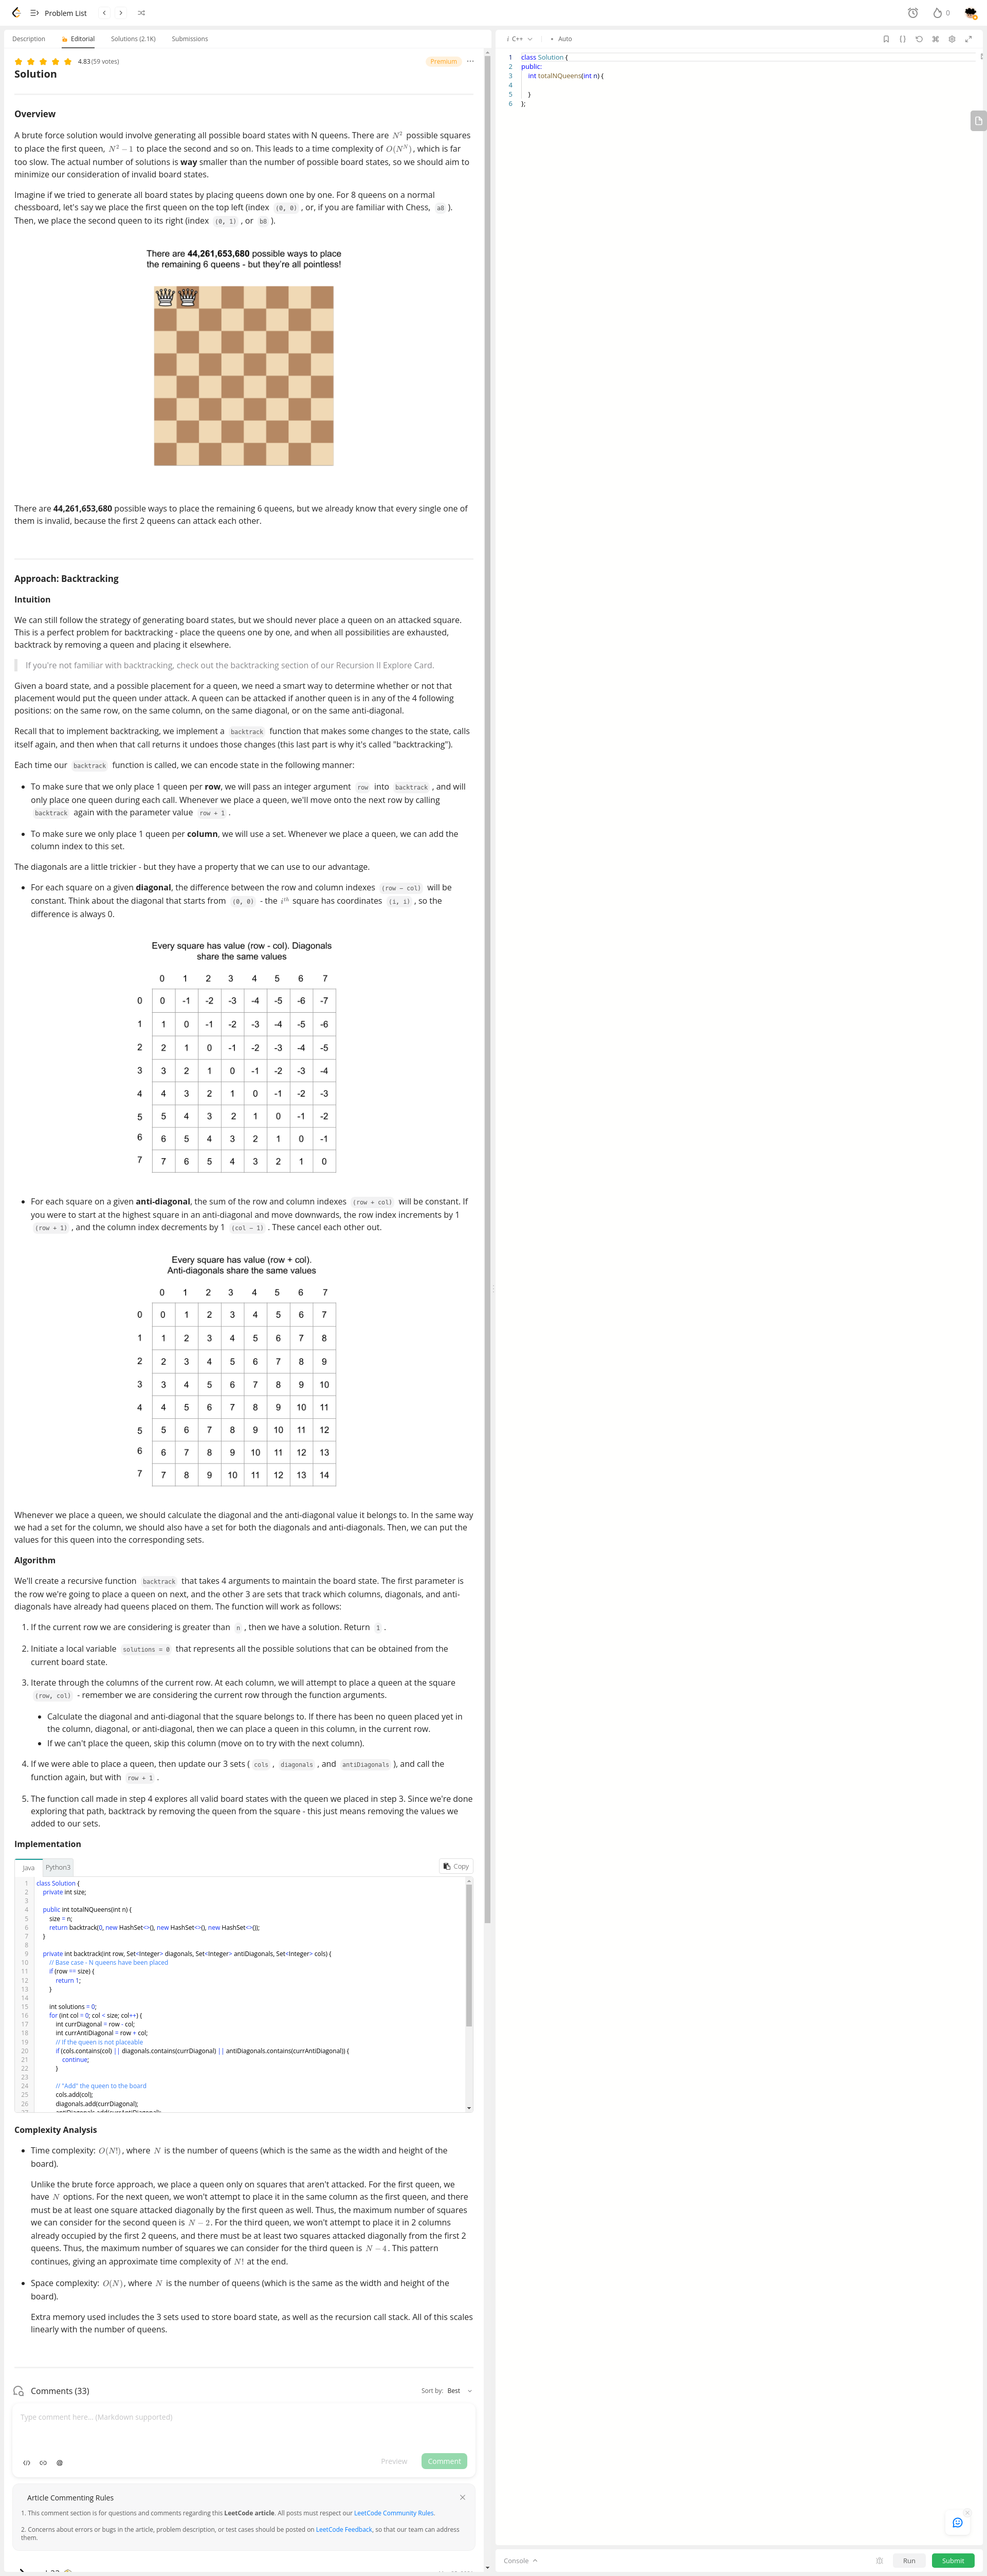 Problem List
0
Description
Editorial
Solutions (2.1K)
Submissions
4.83 (59 votes)
Premium
Solution
Overview
A brute force solution would involve generating all possible board states with N queens. There are N² possible squares
to place the first queen, N² − 1 to place the second and so on. This leads to a time complexity of O(N^N), which is far
too slow. The actual number of solutions is way smaller than the number of possible board states, so we should aim to
minimize our consideration of invalid board states.
Imagine if we tried to generate all board states by placing queens down one by one. For 8 queens on a normal
chessboard, let's say we place the first queen on the top left (index (0, 0) , or, if you are familiar with Chess, a8 ).
Then, we place the second queen to its right (index (0, 1) , or b8 ).
There are 44,261,653,680 possible ways to place
the remaining 6 queens - but they're all pointless!
There are 44,261,653,680 possible ways to place the remaining 6 queens, but we already know that every single one of
them is invalid, because the first 2 queens can attack each other.
Approach: Backtracking
Intuition
We can still follow the strategy of generating board states, but we should never place a queen on an attacked square.
This is a perfect problem for backtracking - place the queens one by one, and when all possibilities are exhausted,
backtrack by removing a queen and placing it elsewhere.
If you're not familiar with backtracking, check out the backtracking section of our Recursion II Explore Card.
Given a board state, and a possible placement for a queen, we need a smart way to determine whether or not that
placement would put the queen under attack. A queen can be attacked if another queen is in any of the 4 following
positions: on the same row, on the same column, on the same diagonal, or on the same anti-diagonal.
Recall that to implement backtracking, we implement a backtrack function that makes some changes to the state, calls
itself again, and then when that call returns it undoes those changes (this last part is why it's called "backtracking").
Each time our backtrack function is called, we can encode state in the following manner:
• To make sure that we only place 1 queen per row, we will pass an integer argument row into backtrack , and will
only place one queen during each call. Whenever we place a queen, we'll move onto the next row by calling
backtrack again with the parameter value row + 1 .
• To make sure we only place 1 queen per column, we will use a set. Whenever we place a queen, we can add the
column index to this set.
The diagonals are a little trickier - but they have a property that we can use to our advantage.
• For each square on a given diagonal, the difference between the row and column indexes (row - col) will be
constant. Think about the diagonal that starts from (0, 0) - the i^th square has coordinates (i, i) , so the
difference is always 0.
Every square has value (row - col). Diagonals
share the same values
0 1 2 3 4 5 6 7
0 0 -1 -2 -3 -4 -5 -6 -7
1 1 0 -1 -2 -3 -4 -5 -6
2 2 1 0 -1 -2 -3 -4 -5
3 3 2 1 0 -1 -2 -3 -4
4 4 3 2 1 0 -1 -2 -3
5 5 4 3 2 1 0 -1 -2
6 6 5 4 3 2 1 0 -1
7 7 6 5 4 3 2 1 0
• For each square on a given anti-diagonal, the sum of the row and column indexes (row + col) will be constant. If
you were to start at the highest square in an anti-diagonal and move downwards, the row index increments by 1
(row + 1) , and the column index decrements by 1 (col - 1) . These cancel each other out.
Every square has value (row + col).
Anti-diagonals share the same values
0 1 2 3 4 5 6 7
0 0 1 2 3 4 5 6 7
1 1 2 3 4 5 6 7 8
2 2 3 4 5 6 7 8 9
3 3 4 5 6 7 8 9 10
4 4 5 6 7 8 9 10 11
5 5 6 7 8 9 10 11 12
6 6 7 8 9 10 11 12 13
7 7 8 9 10 11 12 13 14
Whenever we place a queen, we should calculate the diagonal and the anti-diagonal value it belongs to. In the same way
we had a set for the column, we should also have a set for both the diagonals and anti-diagonals. Then, we can put the
values for this queen into the corresponding sets.
Algorithm
We'll create a recursive function backtrack that takes 4 arguments to maintain the board state. The first parameter is
the row we're going to place a queen on next, and the other 3 are sets that track which columns, diagonals, and anti-
diagonals have already had queens placed on them. The function will work as follows:
1. If the current row we are considering is greater than n , then we have a solution. Return 1 .
2. Initiate a local variable solutions = 0 that represents all the possible solutions that can be obtained from the
current board state.
3. Iterate through the columns of the current row. At each column, we will attempt to place a queen at the square
(row, col) - remember we are considering the current row through the function arguments.
• Calculate the diagonal and anti-diagonal that the square belongs to. If there has been no queen placed yet in
the column, diagonal, or anti-diagonal, then we can place a queen in this column, in the current row.
• If we can't place the queen, skip this column (move on to try with the next column).
4. If we were able to place a queen, then update our 3 sets ( cols , diagonals , and antiDiagonals ), and call the
function again, but with row + 1 .
5. The function call made in step 4 explores all valid board states with the queen we placed in step 3. Since we're done
exploring that path, backtrack by removing the queen from the square - this just means removing the values we
added to our sets.
Implementation
Java
Python3
Copy
1 class Solution {
2 private int size;
3
4 public int totalNQueens(int n) {
5 size = n;
6 return backtrack(0, new HashSet<>(), new HashSet<>(), new HashSet<>());
7 }
8
9 private int backtrack(int row, Set<Integer> diagonals, Set<Integer> antiDiagonals, Set<Integer> cols) {
10 // Base case - N queens have been placed
11 if (row == size) {
12 return 1;
13 }
14
15 int solutions = 0;
16 for (int col = 0; col < size; col++) {
17 int currDiagonal = row - col;
18 int currAntiDiagonal = row + col;
19 // If the queen is not placeable
20 if (cols.contains(col) || diagonals.contains(currDiagonal) || antiDiagonals.contains(currAntiDiagonal)) {
21 continue;
22 }
23
24 // "Add" the queen to the board
25 cols.add(col);
26 diagonals.add(currDiagonal);
Complexity Analysis
• Time complexity: O(N!), where N is the number of queens (which is the same as the width and height of the
board).
Unlike the brute force approach, we place a queen only on squares that aren't attacked. For the first queen, we
have N options. For the next queen, we won't attempt to place it in the same column as the first queen, and there
must be at least one square attacked diagonally by the first queen as well. Thus, the maximum number of squares
we can consider for the second queen is N − 2. For the third queen, we won't attempt to place it in 2 columns
already occupied by the first 2 queens, and there must be at least two squares attacked diagonally from the first 2
queens. Thus, the maximum number of squares we can consider for the third queen is N − 4. This pattern
continues, giving an approximate time complexity of N! at the end.
• Space complexity: O(N), where N is the number of queens (which is the same as the width and height of the
board).
Extra memory used includes the 3 sets used to store board state, as well as the recursion call stack. All of this scales
linearly with the number of queens.
Comments (33)
Sort by: Best
Type comment here... (Markdown supported)
Preview
Comment
Article Commenting Rules
1. This comment section is for questions and comments regarding this LeetCode article. All posts must respect our LeetCode Community Rules.
2. Concerns about errors or bugs in the article, problem description, or test cases should be posted on LeetCode Feedback, so that our team can address
them.
i C++
• Auto
1 class Solution {
2 public:
3 int totalNQueens(int n) {
4
5 }
6 };
Console
Run
Submit